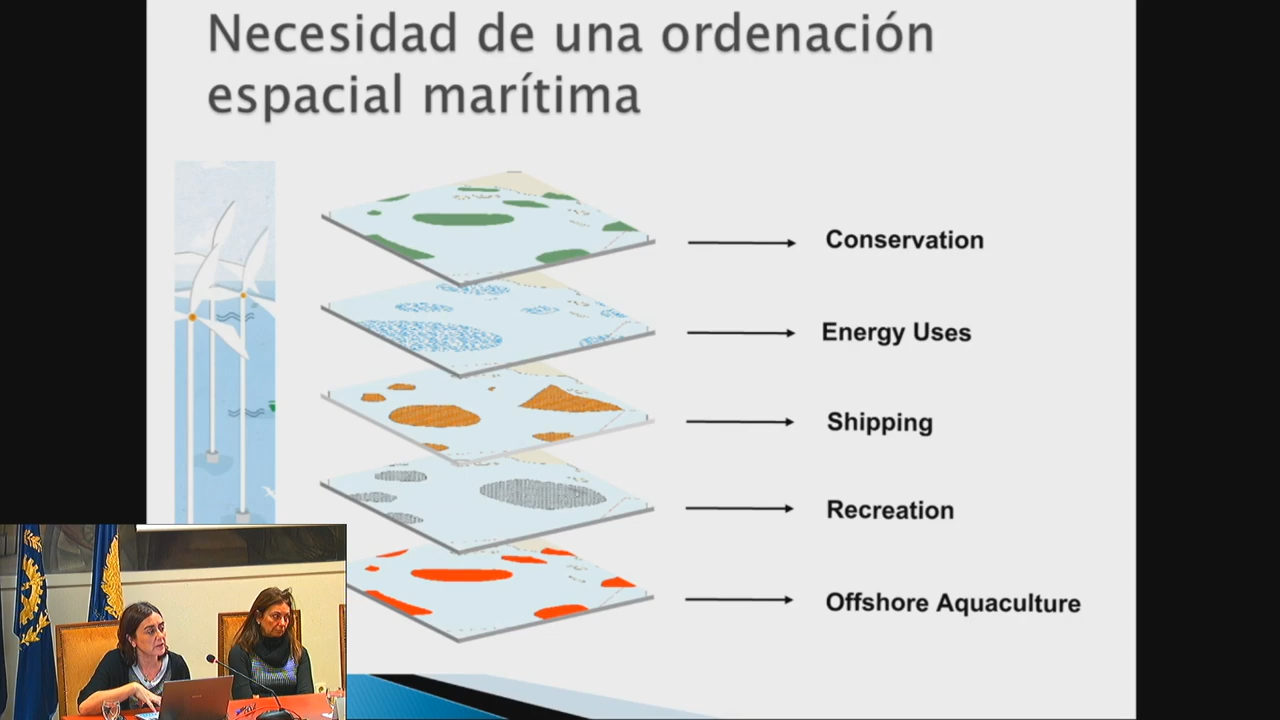 Necesidad de una ordenación
espacial marítima
Conservation
Energy Uses
Shipping
Recreation
Offshore Aquaculture